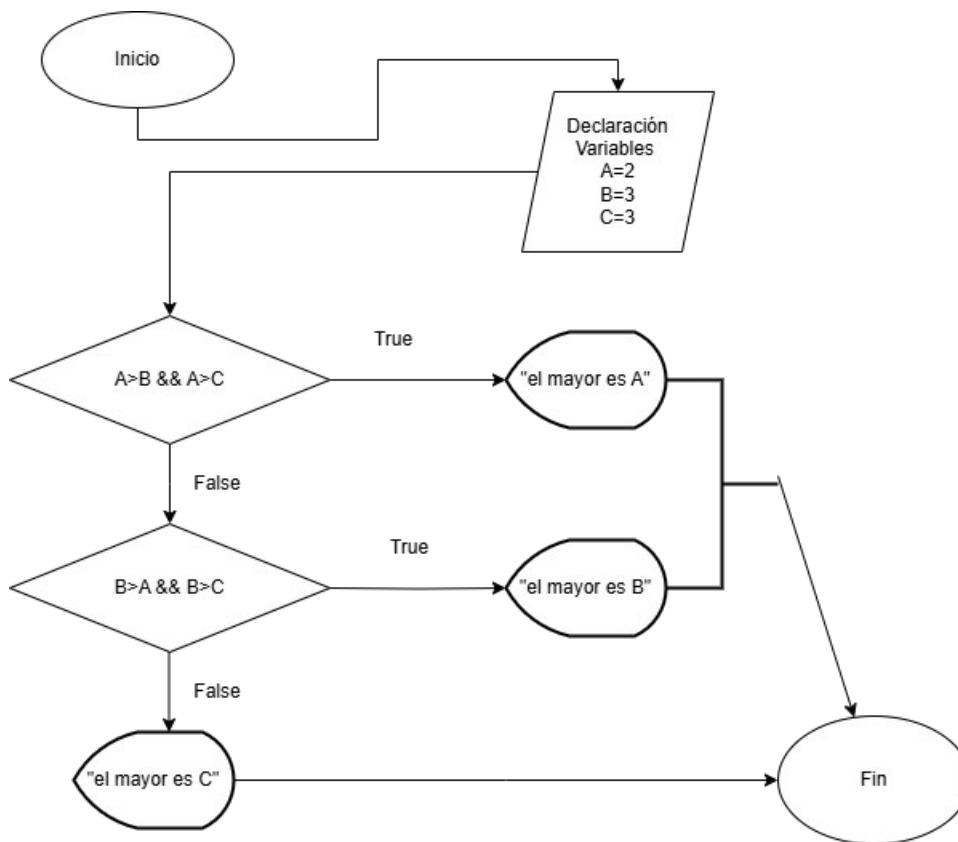 Inicio
Declaración
Variables
A=2
B=3
C=3
A>B && A>C
True
"el mayor es A"
False
B>A && B>C
True
"el mayor es B"
False
"el mayor es C"
Fin